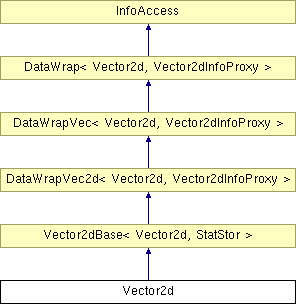 InfoAccess
DataWrap< Vector2d, Vector2dInfoProxy >
DataWrapVec< Vector2d, Vector2dInfoProxy >
DataWrapVec2d< Vector2d, Vector2dInfoProxy >
Vector2dBase< Vector2d, StatStor >
Vector2d